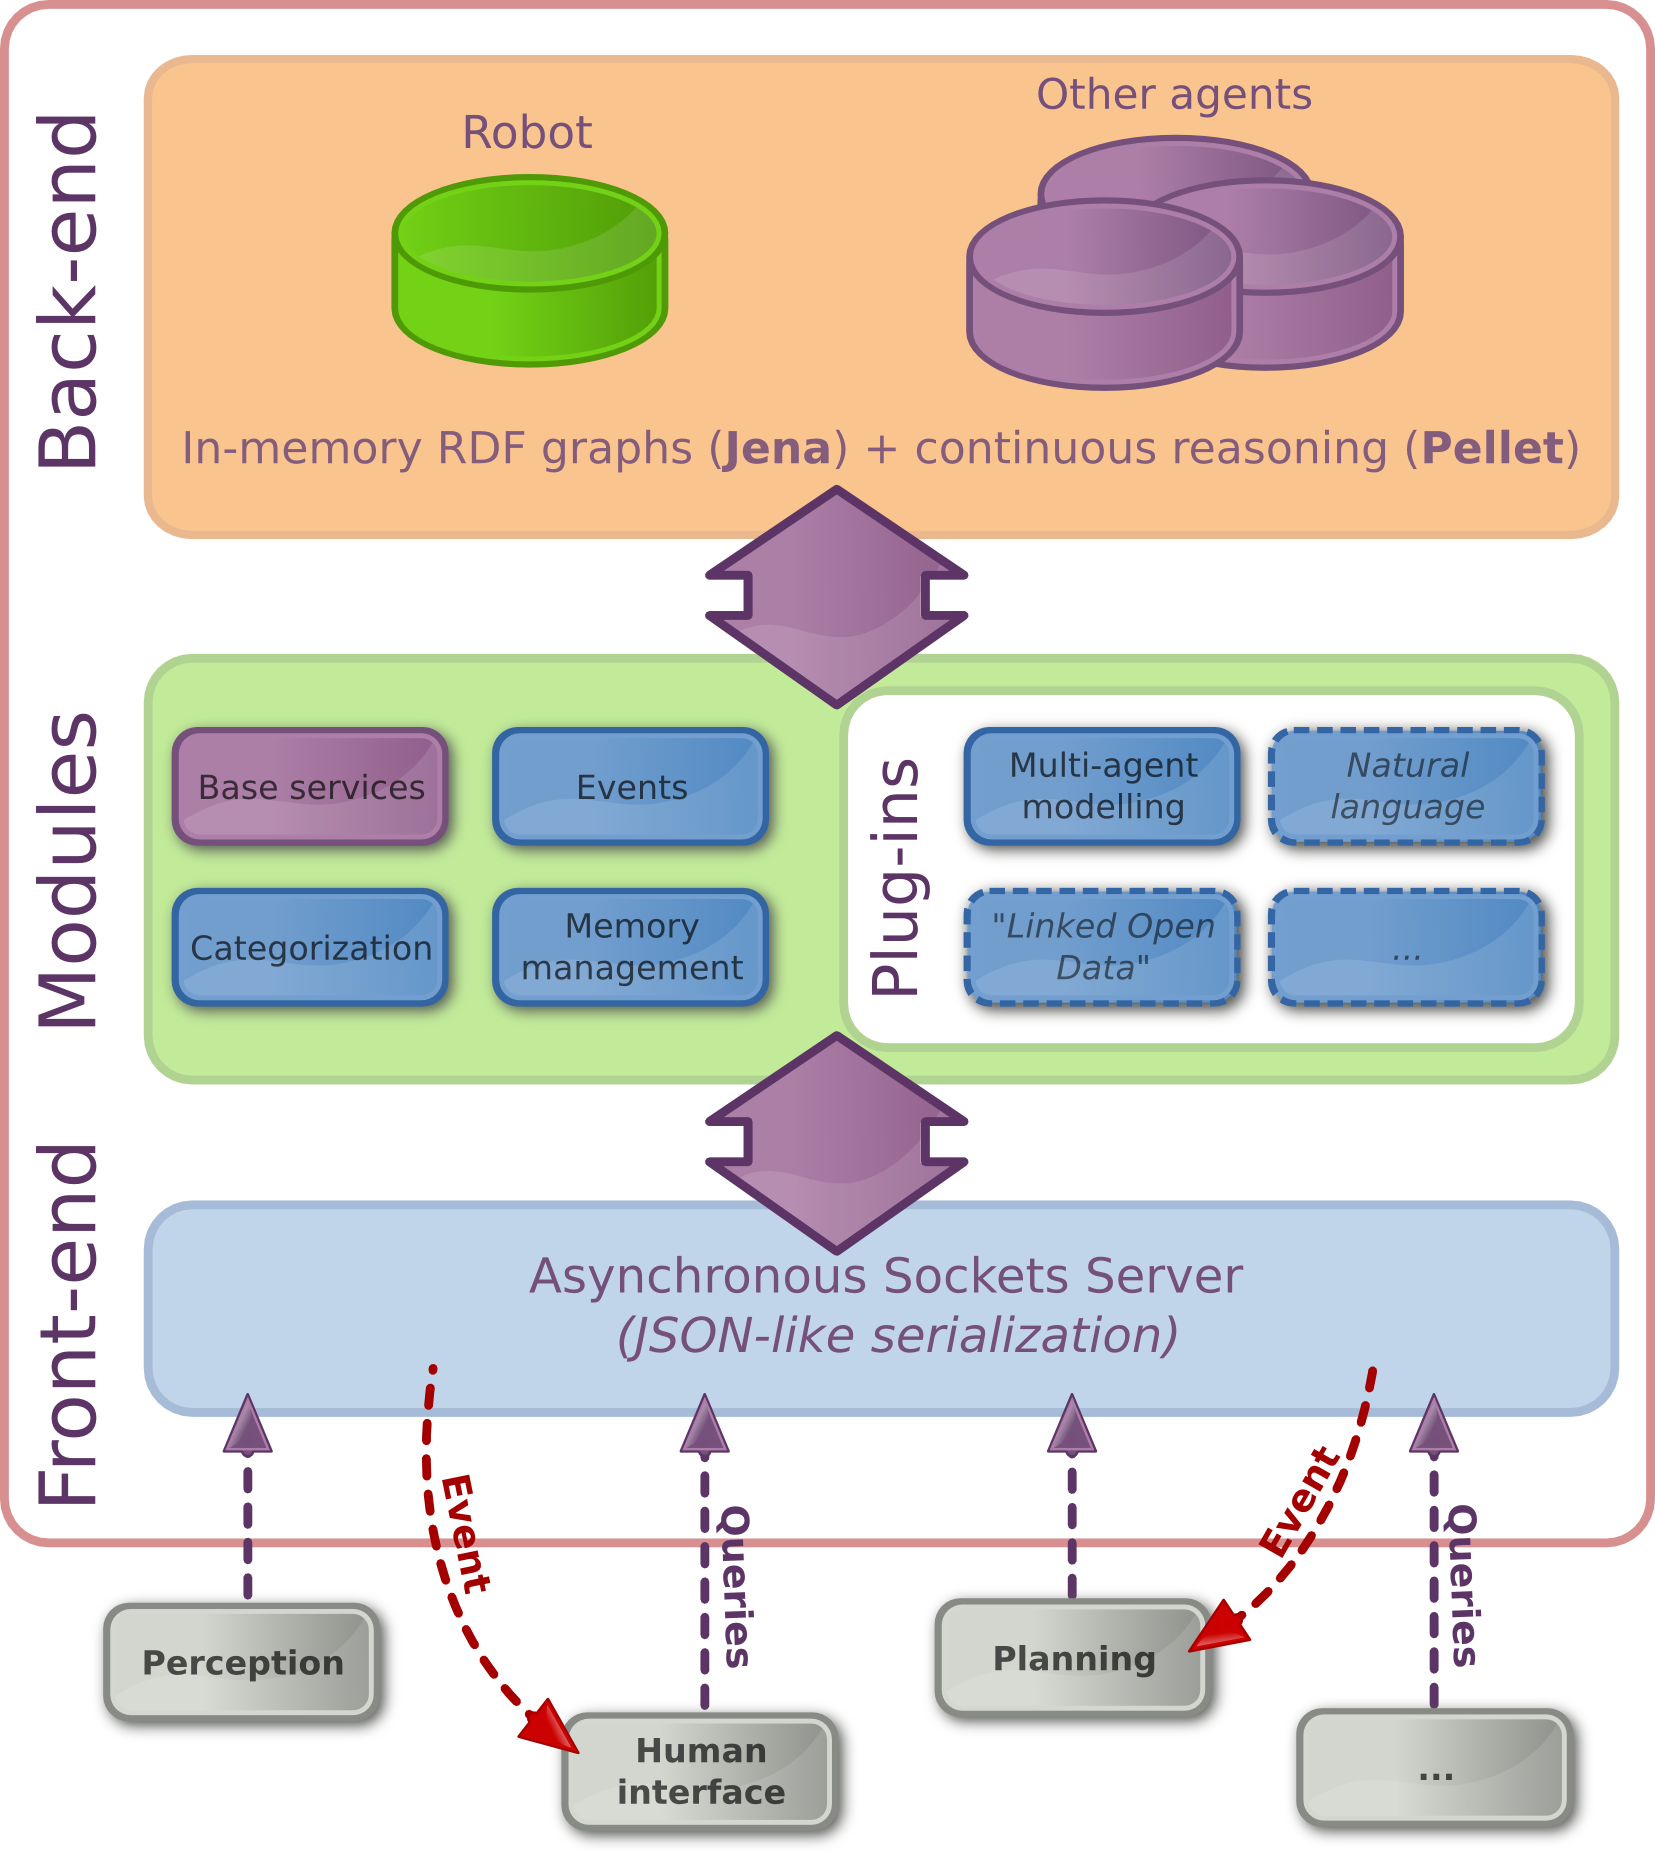 Back-end
Robot
Other agents
In-memory RDF graphs (Jena) + continuous reasoning (Pellet)
Modules
Base services
Events
Categorization
Memory
management
Plug-ins
Multi-agent
modelling
Natural
language
"Linked Open
Data"
...
Front-end
Asynchronous Sockets Server
(JSON-like serialization)
Event
Queries
Event
Queries
Perception
Human
interface
Planning
...